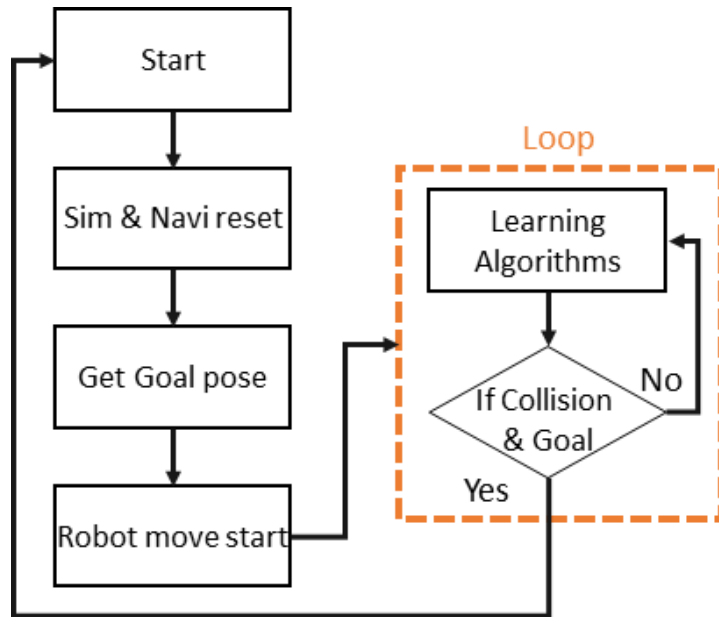 Start
Sim & Navi reset
Get Goal pose
Robot move start
Loop
Learning
Algorithms
If Collision
& Goal
No
Yes